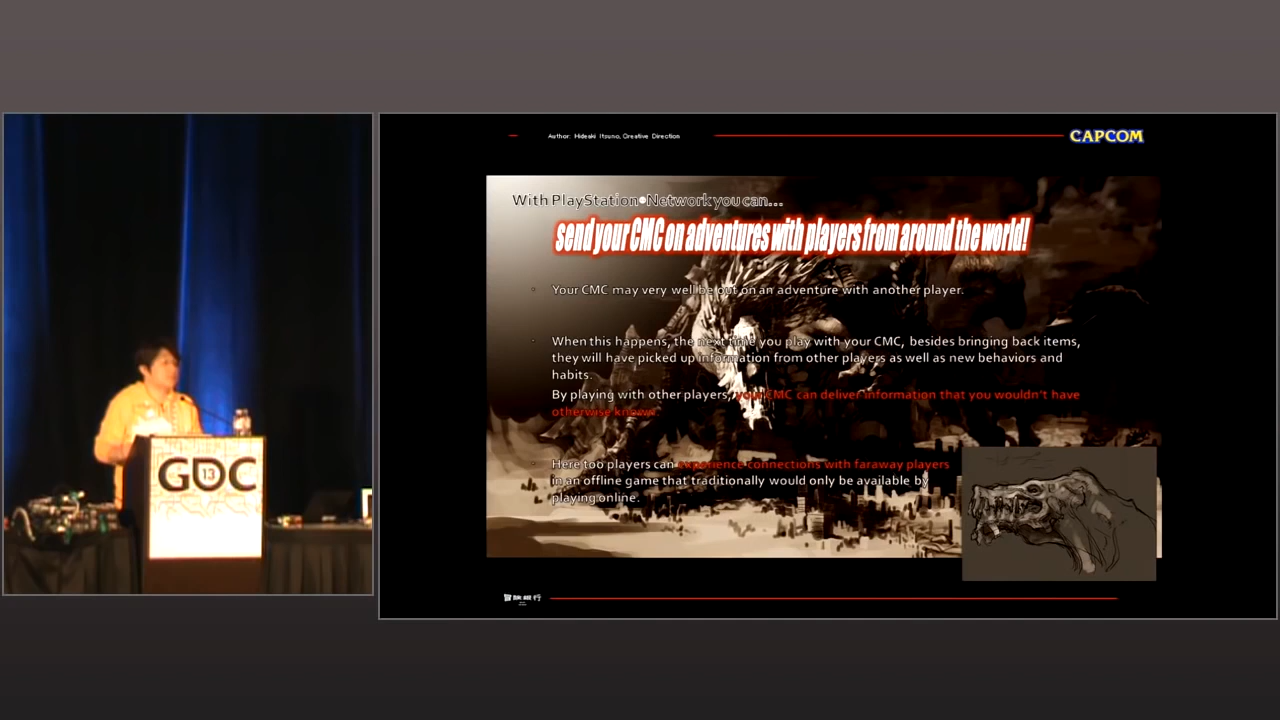 Author: Hideaki Itsuno, Creative Direction
CAPCOM
With PlayStation●Network you can...
send your CMC on adventures with players from around the world!
Your CMC may very well be out on an adventure with another player.
When this happens, the next time you play with your CMC, besides bringing back items,
they will have picked up information from other players as well as new behaviors and
habits.
By playing with other players, your CMC can deliver information that you wouldn't have
otherwise known.
Here too players can experience connections with faraway players
in an offline game that traditionally would only be available by
playing online.
GDC
13